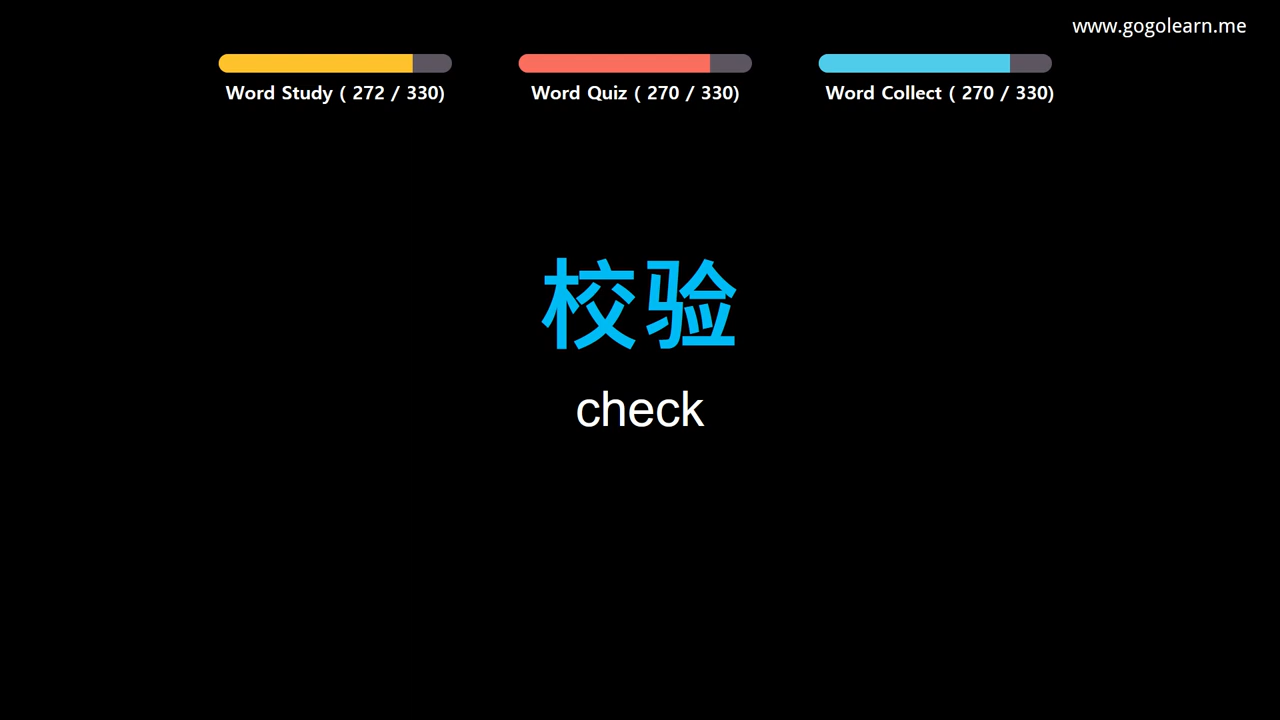 www.gogolearn.me
Word Study ( 272 / 330)
Word Quiz ( 270 / 330)
Word Collect ( 270 / 330)
校验
check